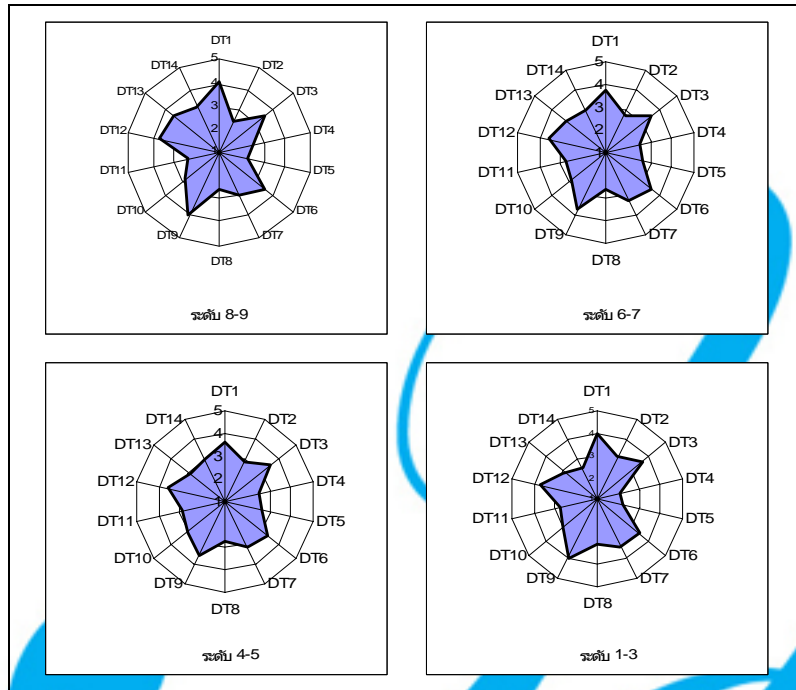 DT1
DT2
DT3
DT4
DT5
DT6
DT7
DT8
DT9
DT10
DT11
DT12
DT13
DT14
5
4
3
2
1
ระดับ 8-9
DT1
DT2
DT3
DT4
DT5
DT6
DT7
DT8
DT9
DT10
DT11
DT12
DT13
DT14
5
4
3
2
1
ระดับ 6-7
DT1
DT2
DT3
DT4
DT5
DT6
DT7
DT8
DT9
DT10
DT11
DT12
DT13
DT14
5
4
3
2
1
ระดับ 4-5
DT1
DT2
DT3
DT4
DT5
DT6
DT7
DT8
DT9
DT10
DT11
DT12
DT13
DT14
5
4
3
2
1
ระดับ 1-3